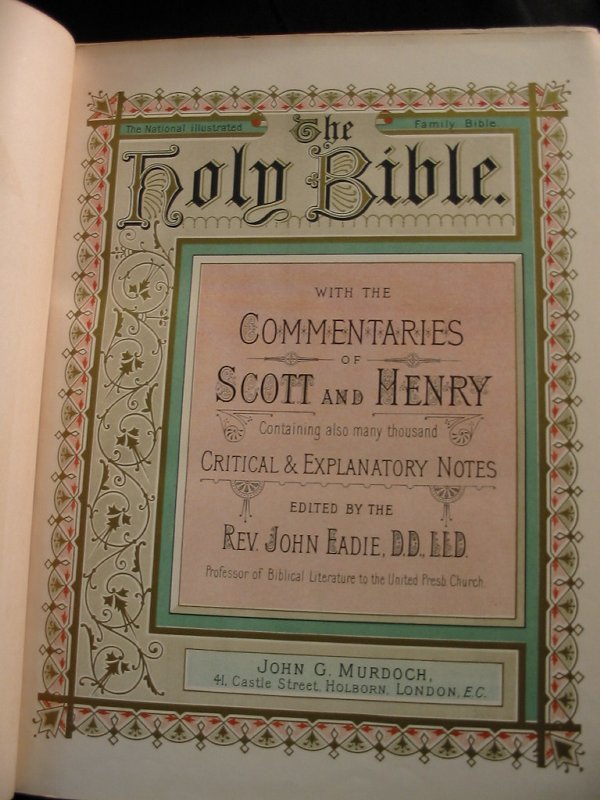 The National illustrated Family Bible.
The
Holy Bible.
WITH THE
COMMENTARIES
OF
SCOTT AND HENRY
Containing also many thousand
CRITICAL & EXPLANATORY NOTES
EDITED BY THE
REV. JOHN EADIE, D.D., LL.D.
Professor of Biblical Literature to the United Presb. Church.
JOHN G. MURDOCH,
41, Castle Street, HOLBORN, LONDON, E.C.